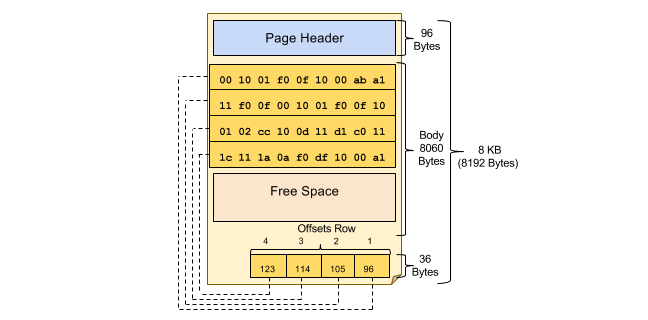 Page Header
96
Bytes
00 10 01 f0 0f 10 00 ab a1
11 f0 0f 00 10 01 f0 0f 10
01 02 cc 10 0d 11 d1 c0 11
1c 11 1a 0a f0 df 10 00 a1
Body
8060
Bytes
8 KB
(8192 Bytes)
Free Space
Offsets Row
4 3 2 1
123 114 105 96
36
Bytes